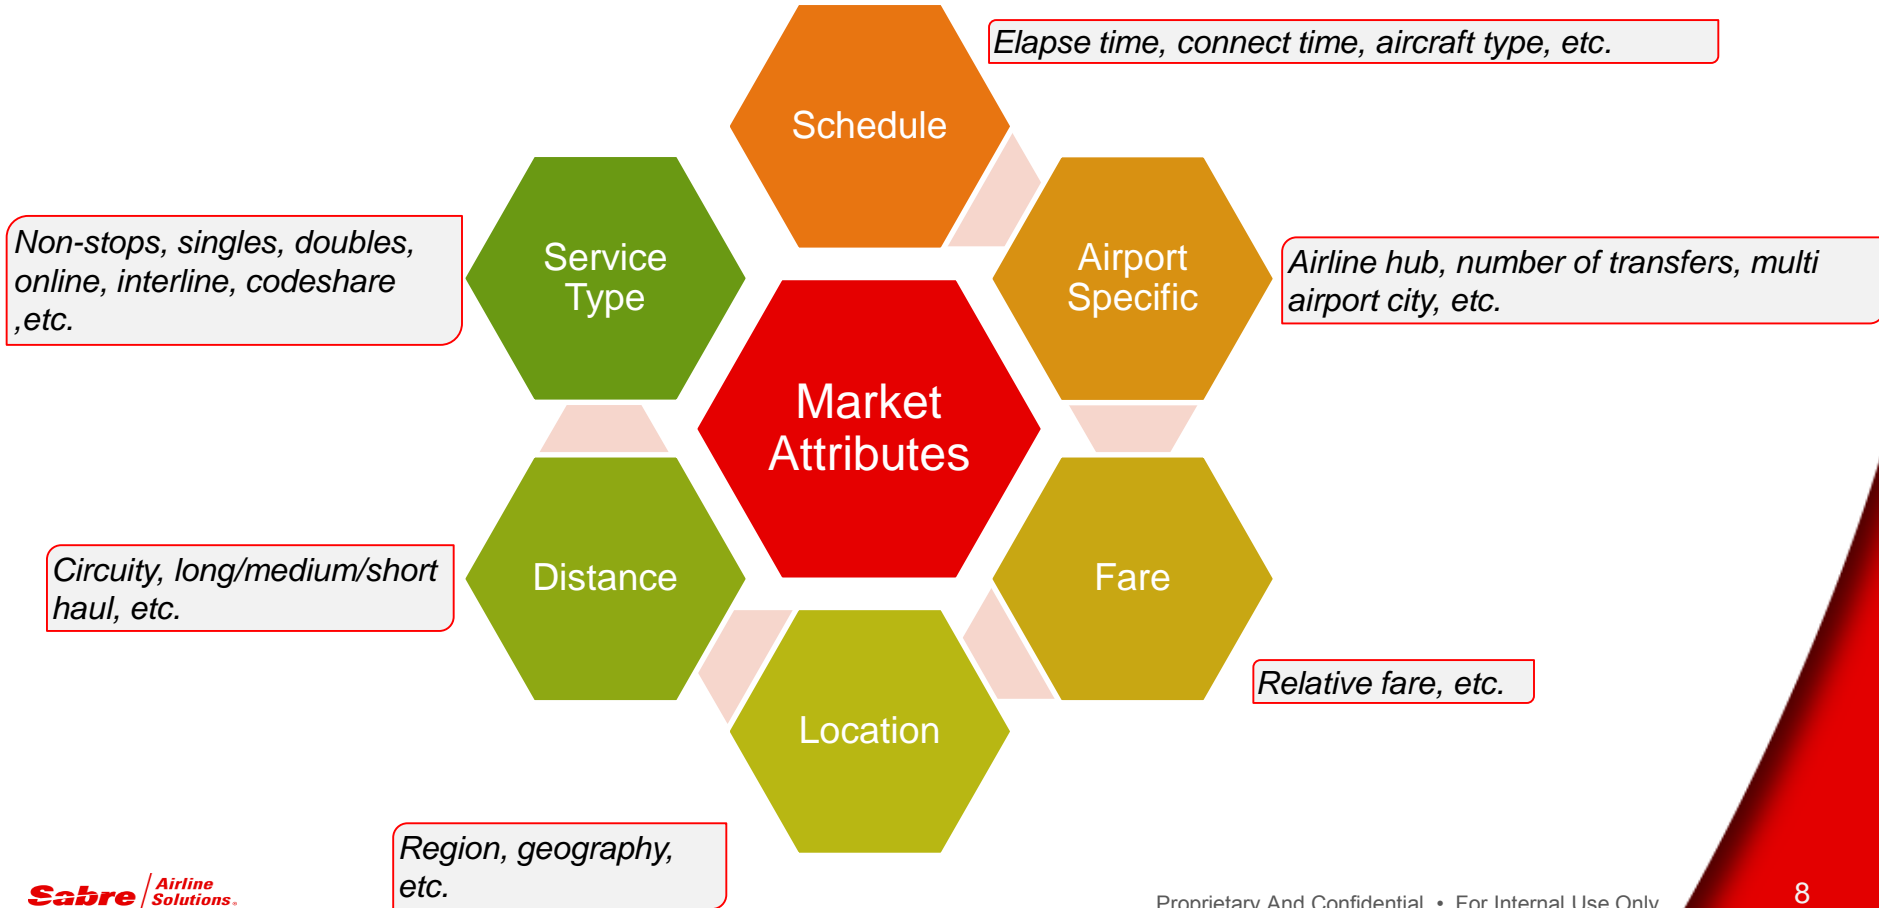 Elapse time, connect time, aircraft type, etc.
Schedule
Non-stops, singles, doubles,
online, interline, codeshare
,etc.
Service
Type
Airport
Specific
Airline hub, number of transfers, multi
airport city, etc.
Market
Attributes
Circuity, long/medium/short
haul, etc.
Distance
Fare
Relative fare, etc.
Location
Region, geography,
etc.
Sabre Airline
Solutions®
Proprietary And Confidential • For Internal Use Only
8